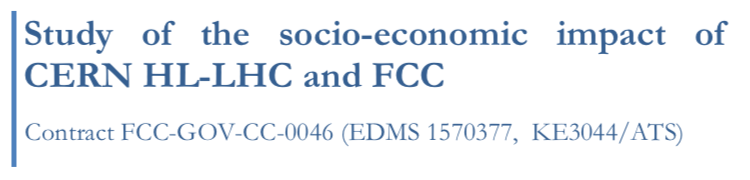 Study of the socio-economic impact of
CERN HL-LHC and FCC
Contract FCC-GOV-CC-0046 (EDMS 1570377, KE3044/ATS)